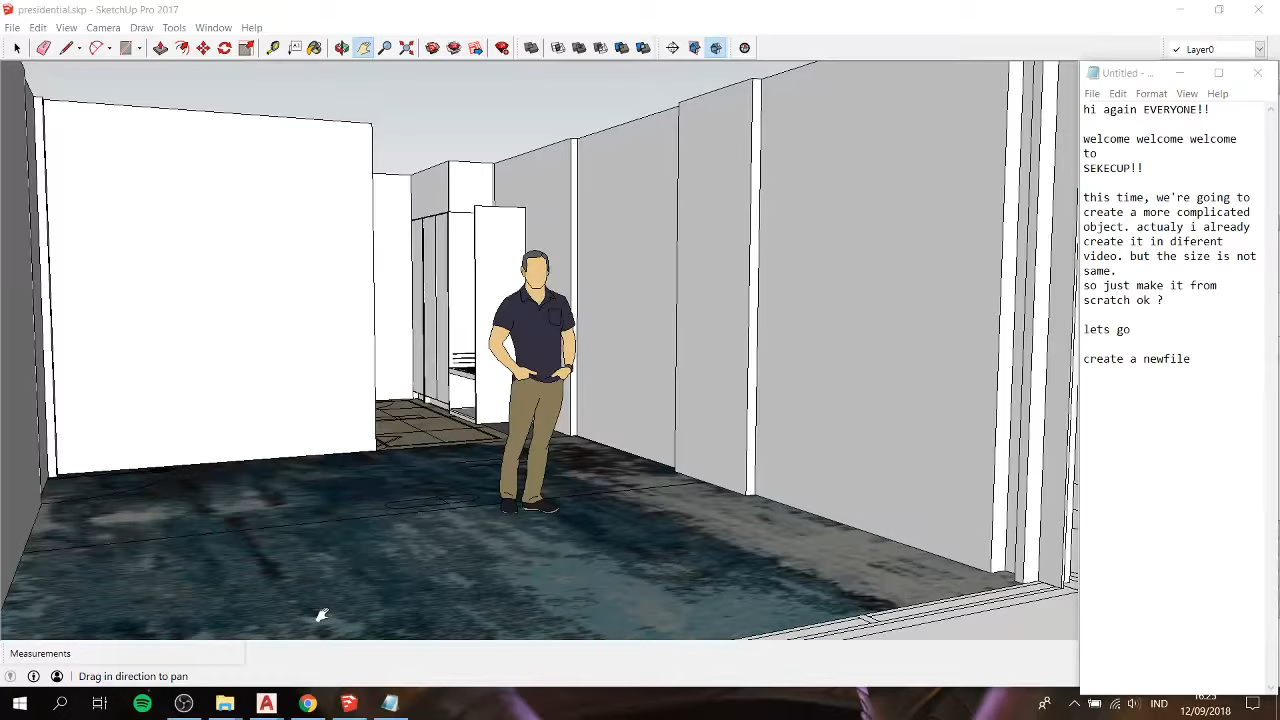 presidential.skp - SketchUp Pro 2017
File Edit View Camera Draw Tools Window Help
Layer0
Untitled - ...
File Edit Format View Help
hi again EVERYONE!!
welcome welcome welcome
to
SEKECUP!!
this time, we're going to
create a more complicated
object. actualy i already
create it in diferent
video. but the size is not
same.
so just make it from
scratch ok ?
lets go
create a newfile
Measurements
Drag in direction to pan
IND
16:25
12/09/2018